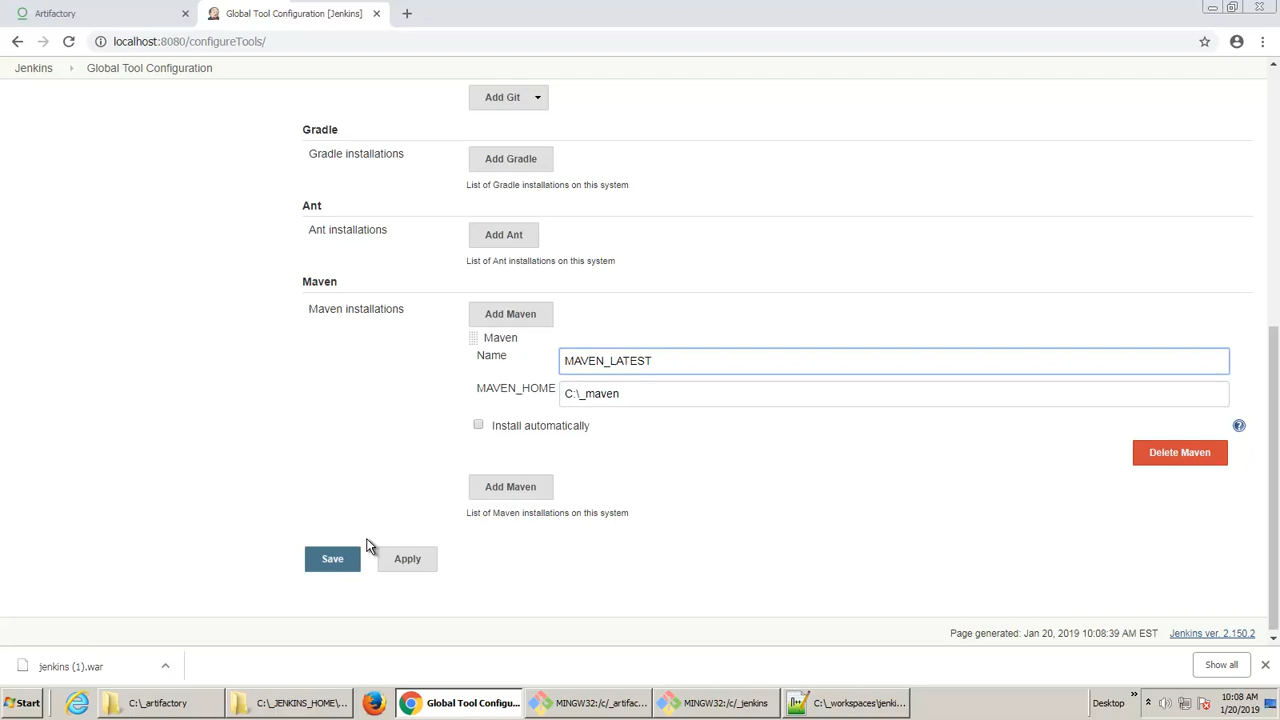 Artifactory
Global Tool Configuration [Jenkins]
localhost:8080/configureTools/
Jenkins
Global Tool Configuration
Add Git
Gradle
Gradle installations
Add Gradle
List of Gradle installations on this system
Ant
Ant installations
Add Ant
List of Ant installations on this system
Maven
Maven installations
Add Maven
Maven
Name
MAVEN_LATEST
MAVEN_HOME
C:\_maven
Install automatically
Delete Maven
Add Maven
List of Maven installations on this system
Save
Apply
Page generated: Jan 20, 2019 10:08:39 AM EST
Jenkins ver. 2.150.2
jenkins (1).war
Show all
Start
C:\_artifactory
C:\_JENKINS_HOME\...
Global Tool Configu...
MINGW32:/c/_artifac...
MINGW32:/c/_jenkins
C:\_workspaces\jenki...
Desktop
10:08 AM
1/20/2019